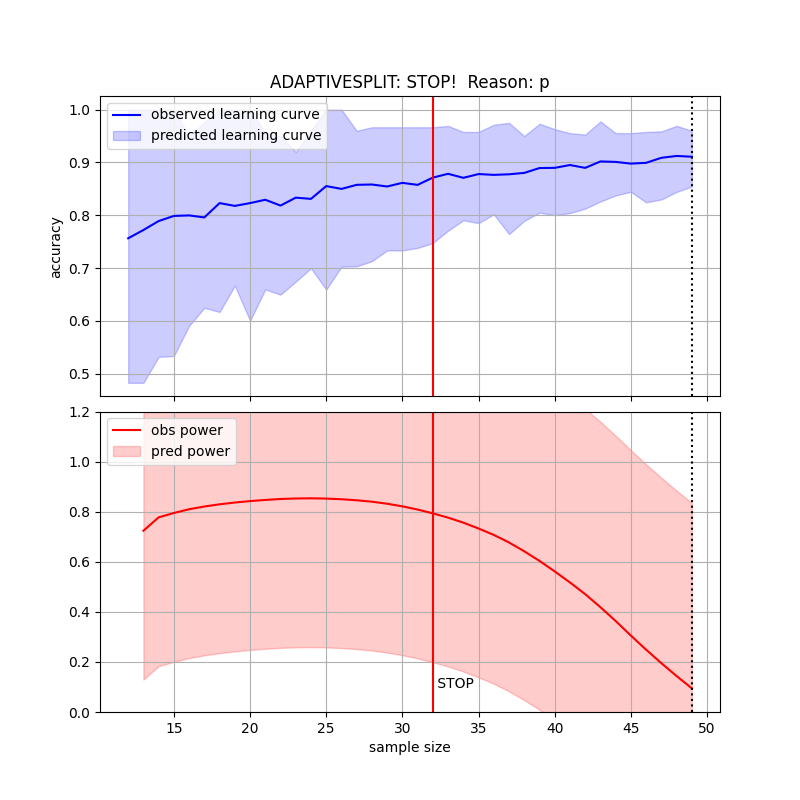 ADAPTIVESPLIT: STOP!  Reason: p
1.0
0.9
0.8
0.7
0.6
0.5
accuracy
observed learning curve
predicted learning curve
1.2
1.0
0.8
0.6
0.4
0.2
0.0
obs power
pred power
STOP
15 20 25 30 35 40 45 50
sample size